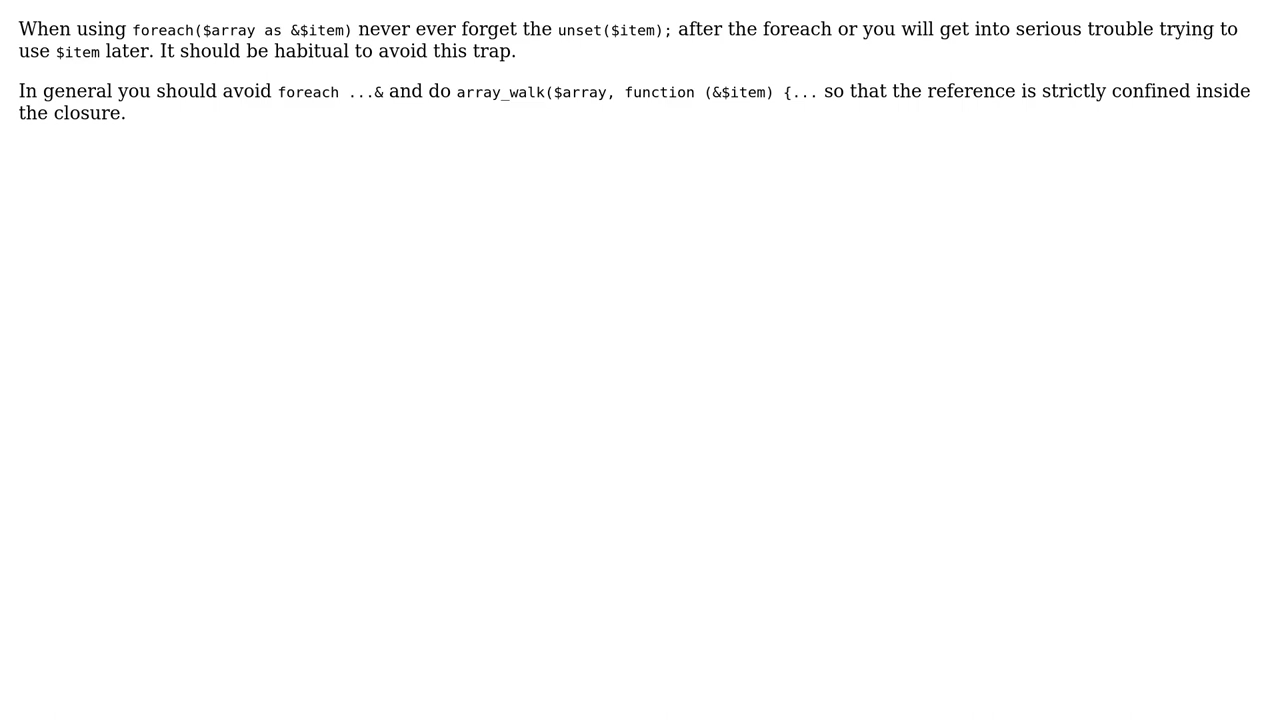 When using foreach($array as &$item) never ever forget the unset($item); after the foreach or you will get into serious trouble trying to
use $item later. It should be habitual to avoid this trap.
In general you should avoid foreach ...& and do array_walk($array, function (&$item) {... so that the reference is strictly confined inside
the closure.